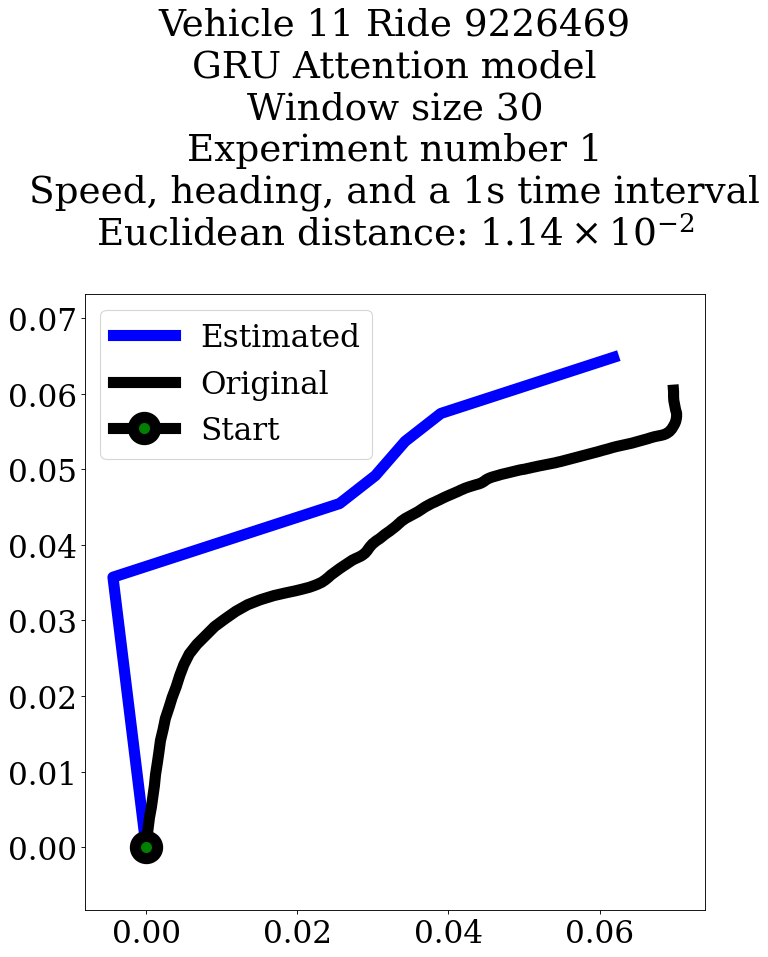 Vehicle 11 Ride 9226469
GRU Attention model
Window size 30
Experiment number 1
Speed, heading, and a 1s time interval
Euclidean distance: 1.14 × 10⁻²
Estimated
Original
Start
0.07
0.06
0.05
0.04
0.03
0.02
0.01
0.00
0.00 0.02 0.04 0.06